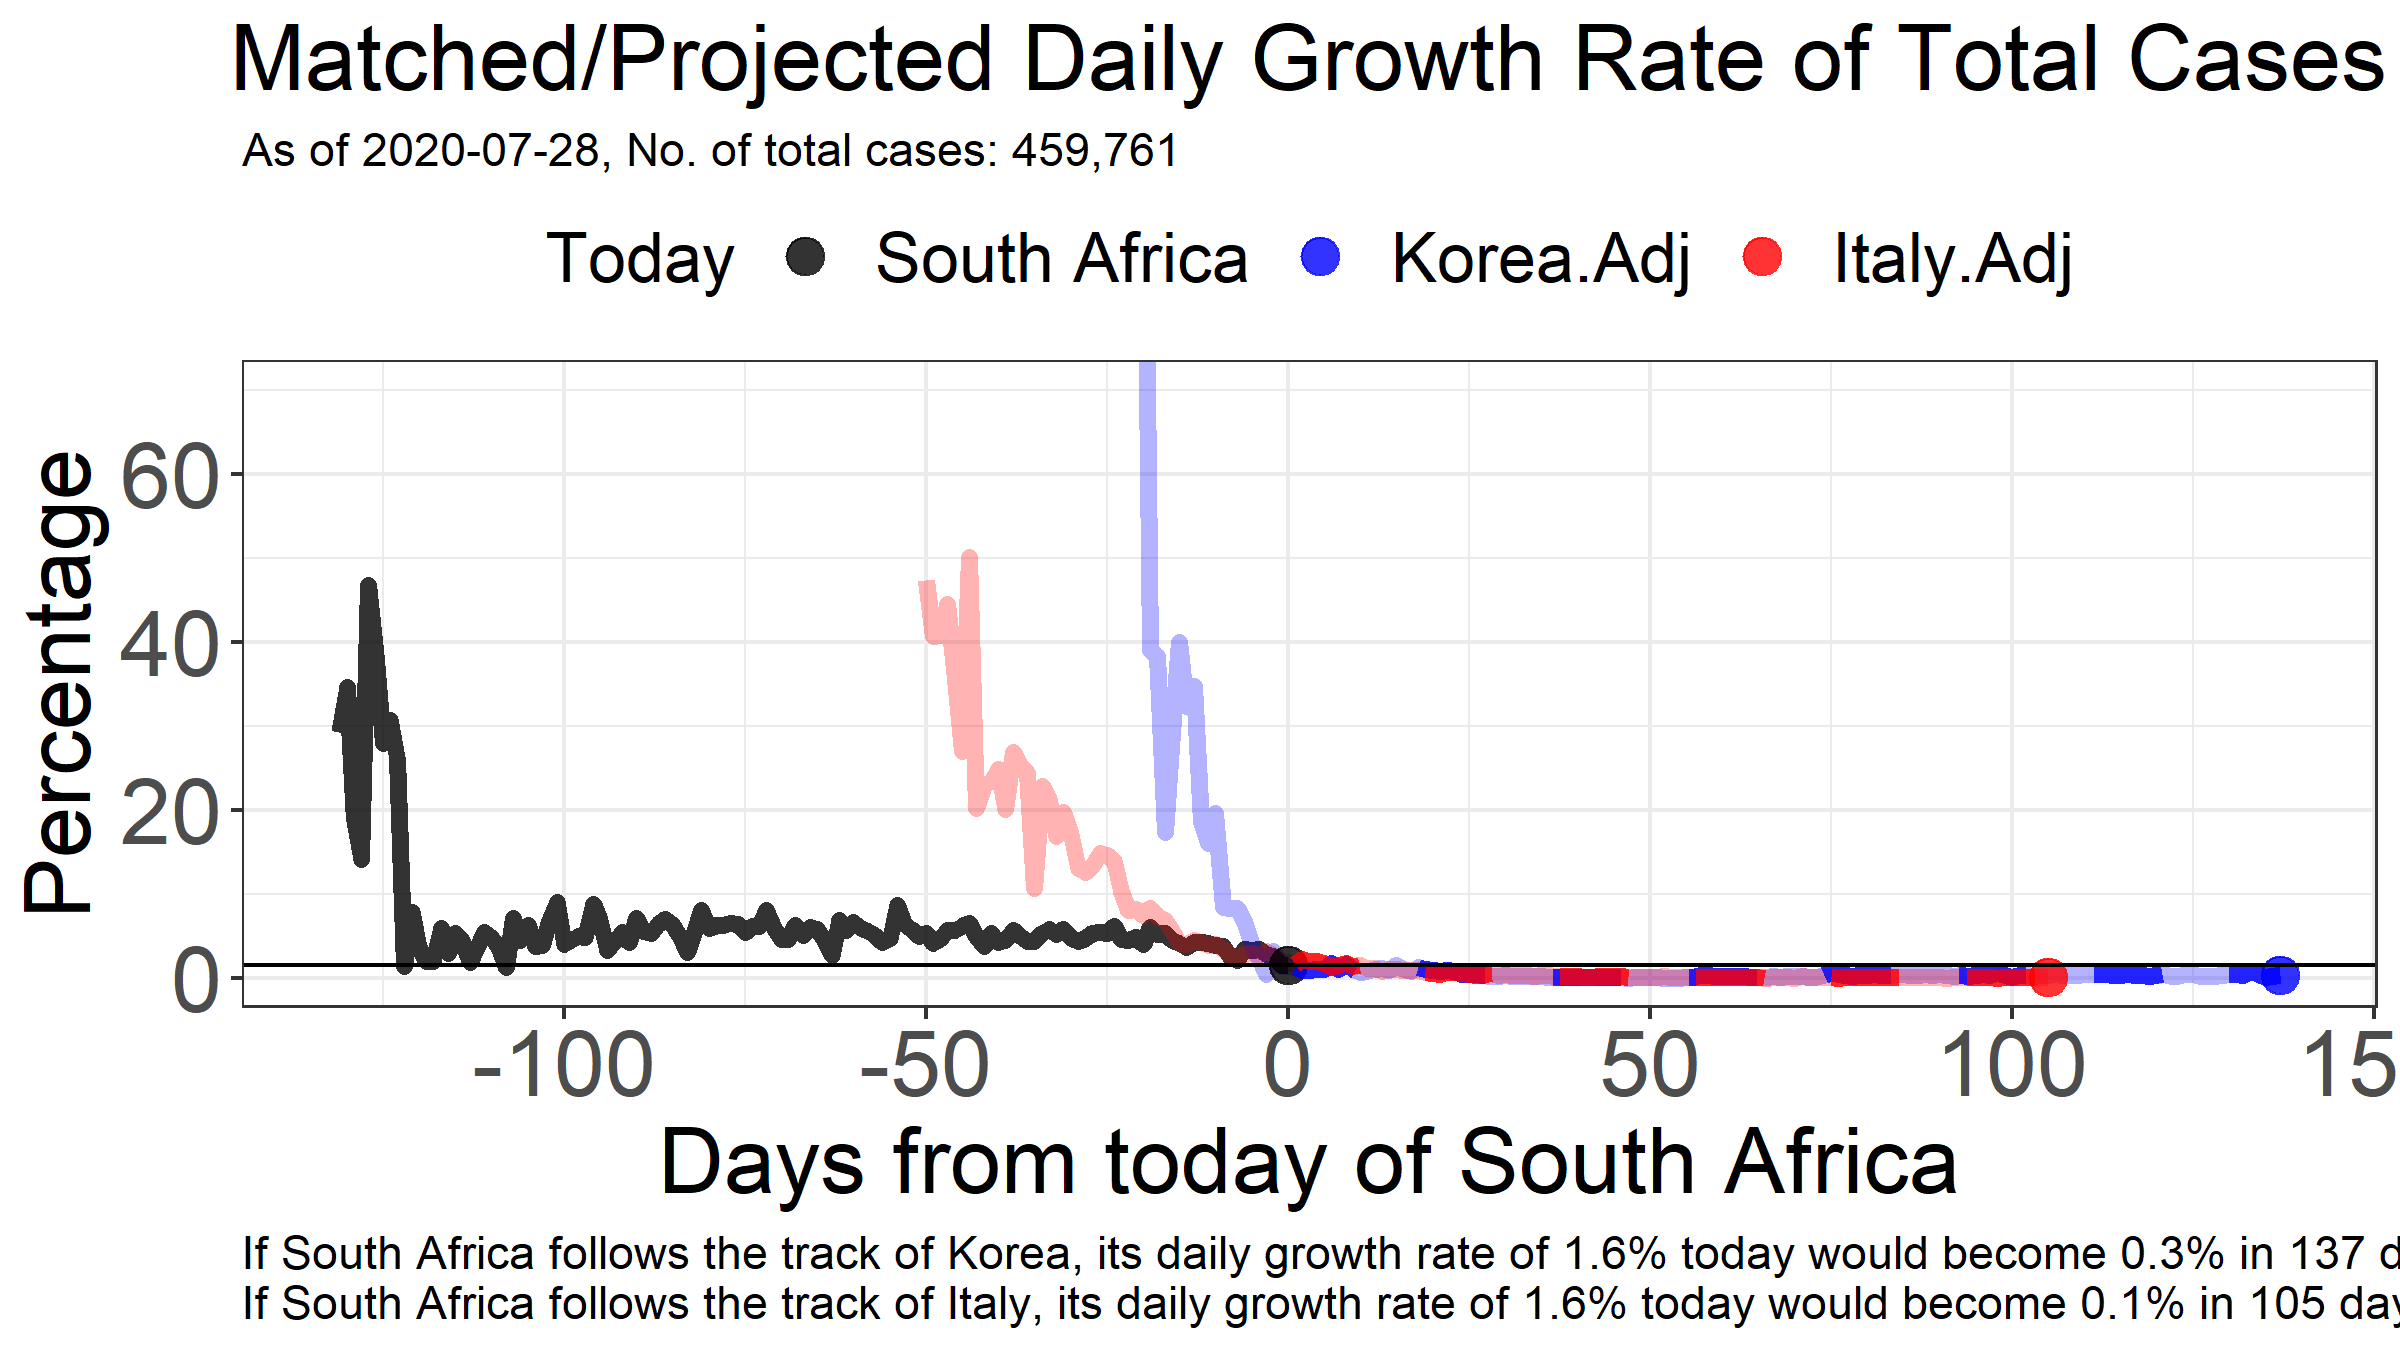 Matched/Projected Daily Growth Rate of Total Cases
As of 2020-07-28, No. of total cases: 459,761
Today South Africa Korea.Adj Italy.Adj
Percentage
60
40
20
0
-100 -50 0 50 100 15
Days from today of South Africa
If South Africa follows the track of Korea, its daily growth rate of 1.6% today would become 0.3% in 137 d
If South Africa follows the track of Italy, its daily growth rate of 1.6% today would become 0.1% in 105 day